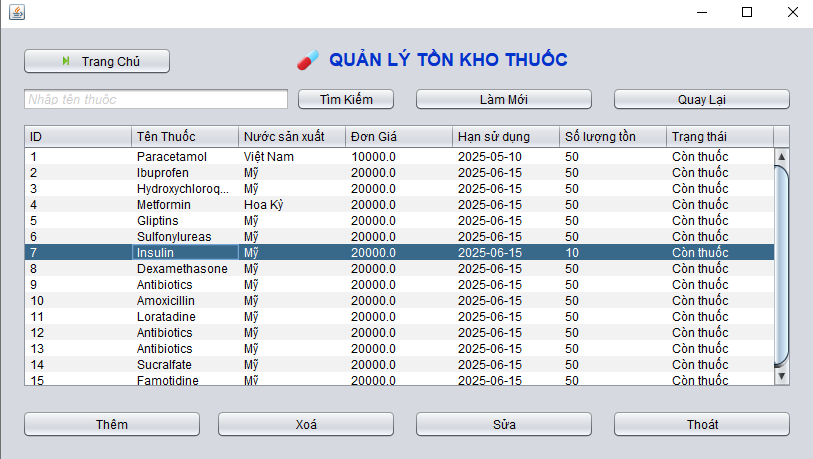 Trang Chủ
QUẢN LÝ TỒN KHO THUỐC
Nhập tên thuốc Tìm Kiếm Làm Mới Quay Lại
ID Tên Thuốc Nước sản xuất Đơn Giá Hạn sử dụng Số lượng tồn Trạng thái
1 Paracetamol Việt Nam 10000.0 2025-05-10 50 Còn thuốc
2 Ibuprofen Mỹ 20000.0 2025-06-15 50 Còn thuốc
3 Hydroxychloroq... Mỹ 20000.0 2025-06-15 50 Còn thuốc
4 Metformin Hoa Kỳ 20000.0 2025-06-15 50 Còn thuốc
5 Gliptins Mỹ 20000.0 2025-06-15 50 Còn thuốc
6 Sulfonylureas Mỹ 20000.0 2025-06-15 50 Còn thuốc
7 Insulin Mỹ 20000.0 2025-06-15 10 Còn thuốc
8 Dexamethasone Mỹ 20000.0 2025-06-15 50 Còn thuốc
9 Antibiotics Mỹ 20000.0 2025-06-15 50 Còn thuốc
10 Amoxicillin Mỹ 20000.0 2025-06-15 50 Còn thuốc
11 Loratadine Mỹ 20000.0 2025-06-15 50 Còn thuốc
12 Antibiotics Mỹ 20000.0 2025-06-15 50 Còn thuốc
13 Antibiotics Mỹ 20000.0 2025-06-15 50 Còn thuốc
14 Sucralfate Mỹ 20000.0 2025-06-15 50 Còn thuốc
15 Famotidine Mỹ 20000.0 2025-06-15 50 Còn thuốc
Thêm Xoá Sửa Thoát